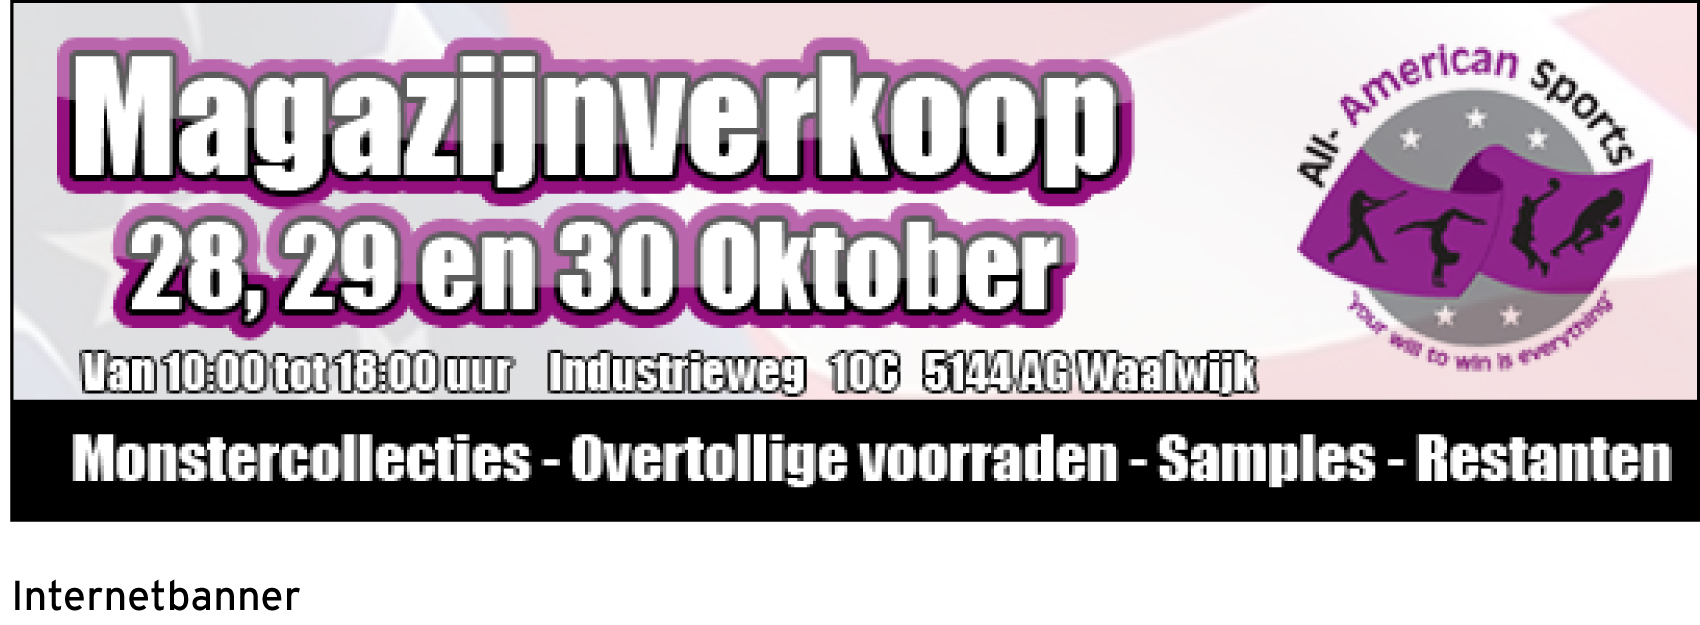 Magazijnverkoop
28, 29 en 30 Oktober
Van 10:00 tot 18:00 uur Industrieweg 10C 5144 AG Waalwijk
All- American Sports
"your will to win is everything"
Monstercollecties - Overtollige voorraden - Samples - Restanten
Internetbanner